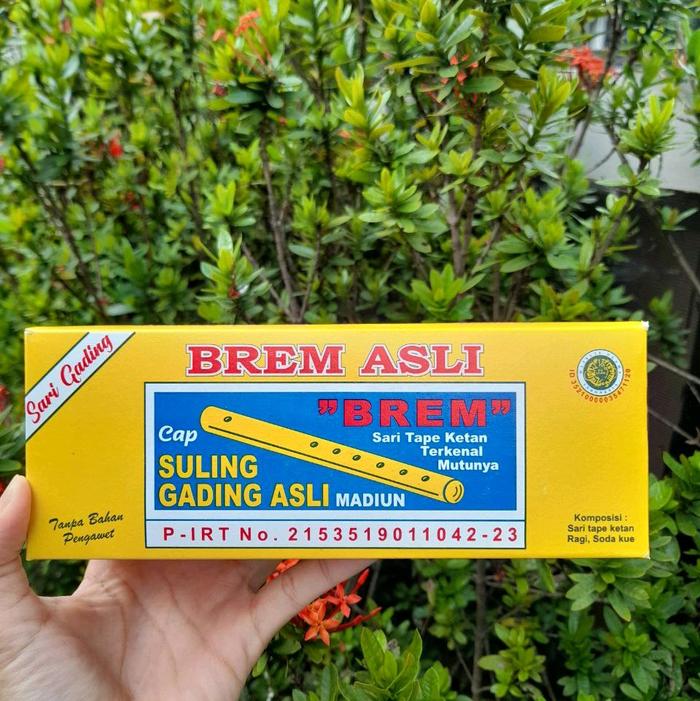 Sari Gading
BREM ASLI
"BREM"
Cap
Sari Tape Ketan
Terkenal
Mutunya
SULING
GADING ASLI MADIUN
Tanpa Bahan
Pengawet
P-IRT No. 2153519011042-23
Komposisi :
Sari tape ketan
Ragi, Soda kue